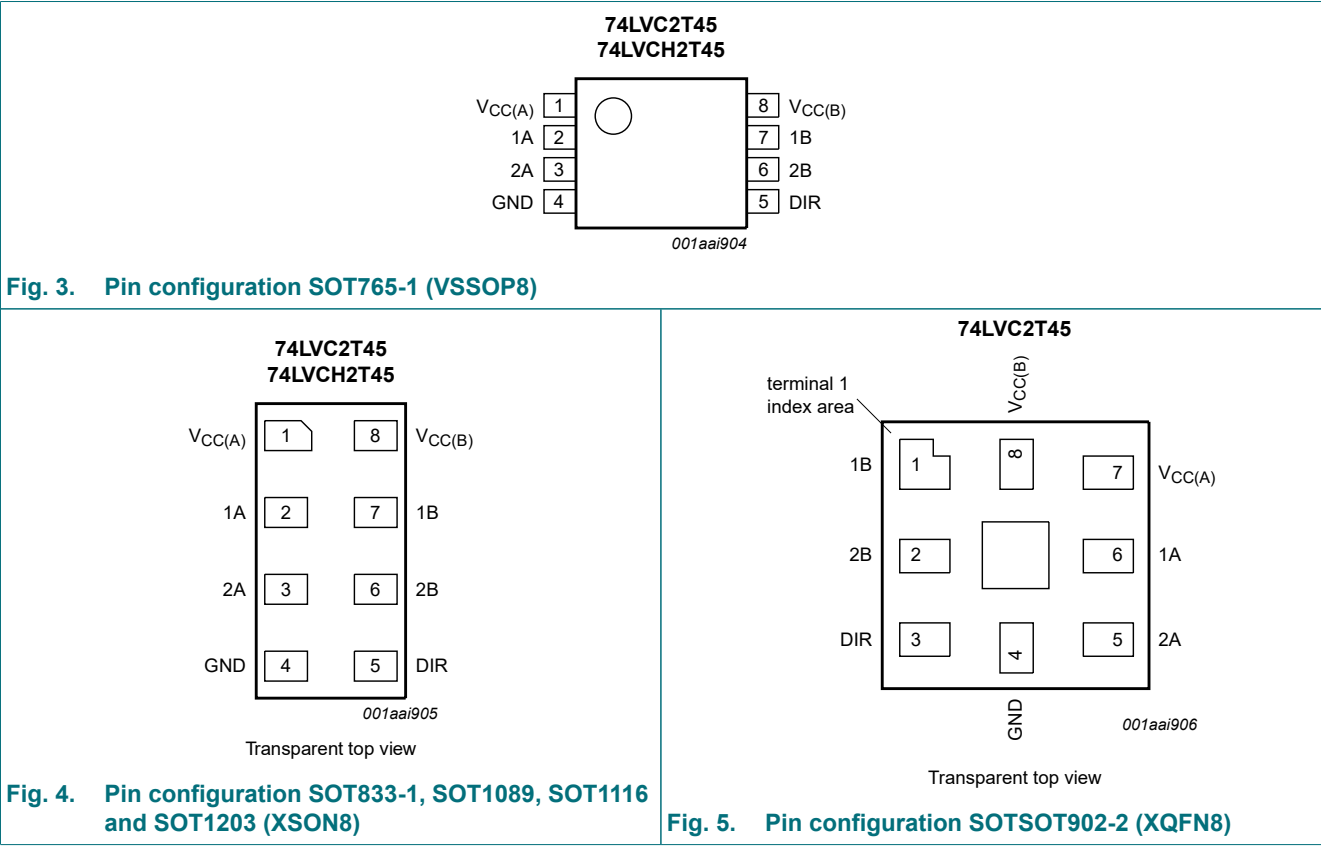 74LVC2T45
74LVCH2T45
VCC(A) 1 8 VCC(B)
1A 2 7 1B
2A 3 6 2B
GND 4 5 DIR
001aai904
Fig. 3. Pin configuration SOT765-1 (VSSOP8)
74LVC2T45
74LVCH2T45
VCC(A) 1 8 VCC(B)
1A 2 7 1B
2A 3 6 2B
GND 4 5 DIR
001aai905
Transparent top view
Fig. 4. Pin configuration SOT833-1, SOT1089, SOT1116
and SOT1203 (XSON8)
74LVC2T45
terminal 1
index area
VCC(B)
1B 1 8 7 VCC(A)
2B 2 6 1A
DIR 3 4 5 2A
GND
001aai906
Transparent top view
Fig. 5. Pin configuration SOTSOT902-2 (XQFN8)